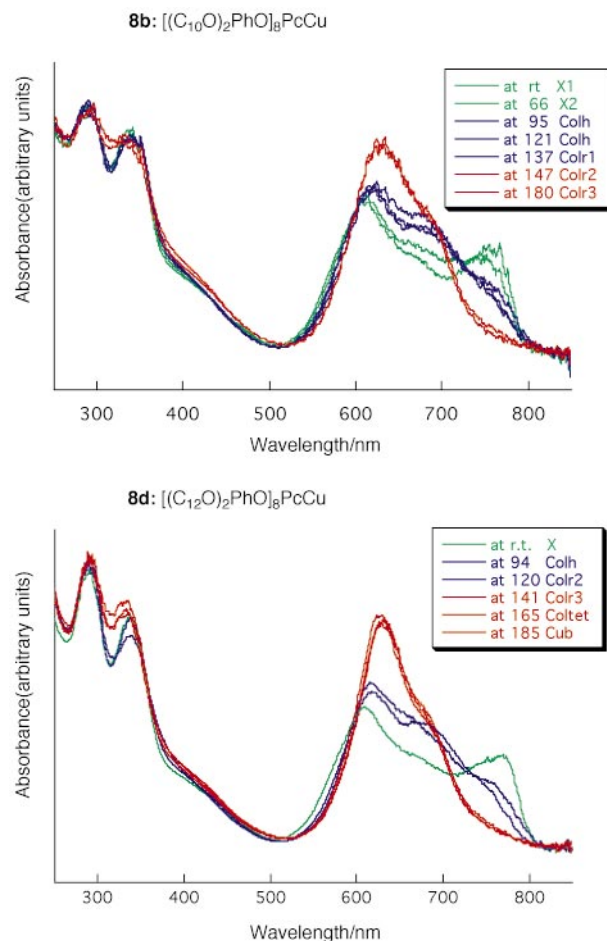 8b: [(C₁₀O)₂PhO]₈PcCu
at rt X1
at 66 X2
at 95 Colh
at 121 Colh
at 137 Colr1
at 147 Colr2
at 180 Colr3
Absorbance(arbitrary units)
300 400 500 600 700 800
Wavelength/nm
8d: [(C₁₂O)₂PhO]₈PcCu
at r.t. X
at 94 Colh
at 120 Colr2
at 141 Colr3
at 165 Coltet
at 185 Cub
Absorbance(arbitrary units)
300 400 500 600 700 800
Wavelength/nm